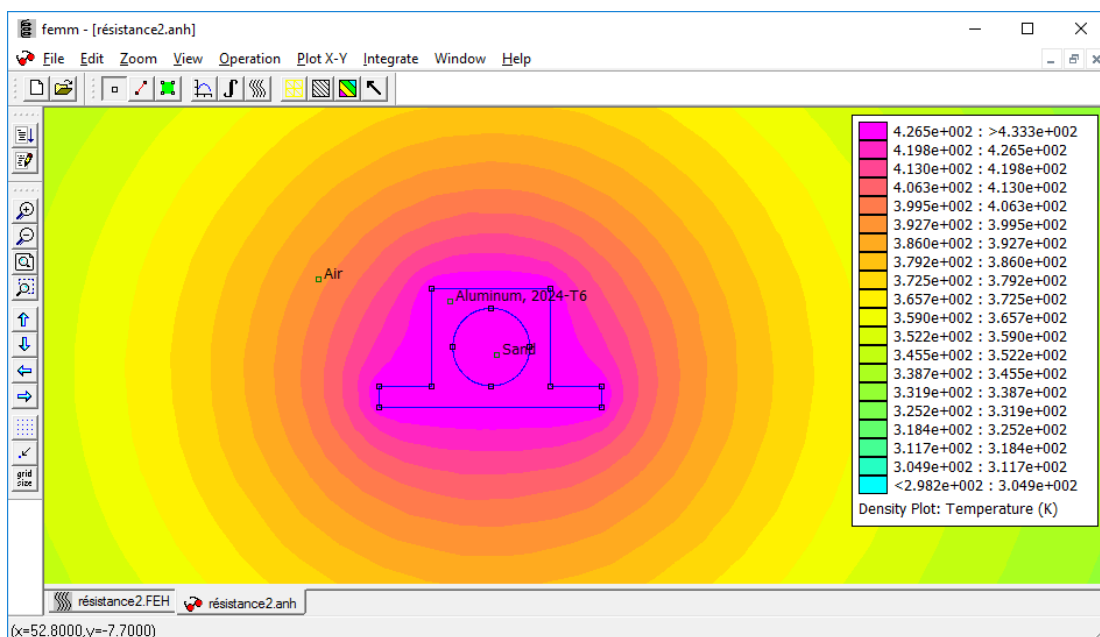 femm - [résistance2.anh]
File Edit Zoom View Operation Plot X-Y Integrate Window Help
4.265e+002 : >4.333e+002
4.198e+002 : 4.265e+002
4.130e+002 : 4.198e+002
4.063e+002 : 4.130e+002
3.995e+002 : 4.063e+002
3.927e+002 : 3.995e+002
3.860e+002 : 3.927e+002
3.792e+002 : 3.860e+002
3.725e+002 : 3.792e+002
3.657e+002 : 3.725e+002
3.590e+002 : 3.657e+002
3.522e+002 : 3.590e+002
3.455e+002 : 3.522e+002
3.387e+002 : 3.455e+002
3.319e+002 : 3.387e+002
3.252e+002 : 3.319e+002
3.184e+002 : 3.252e+002
3.117e+002 : 3.184e+002
3.049e+002 : 3.117e+002
<2.982e+002 : 3.049e+002
Density Plot: Temperature (K)
Air
Aluminum, 2024-T6
Sand
grid
size
résistance2.FEH
résistance2.anh
(x=52.8000,y=-7.7000)